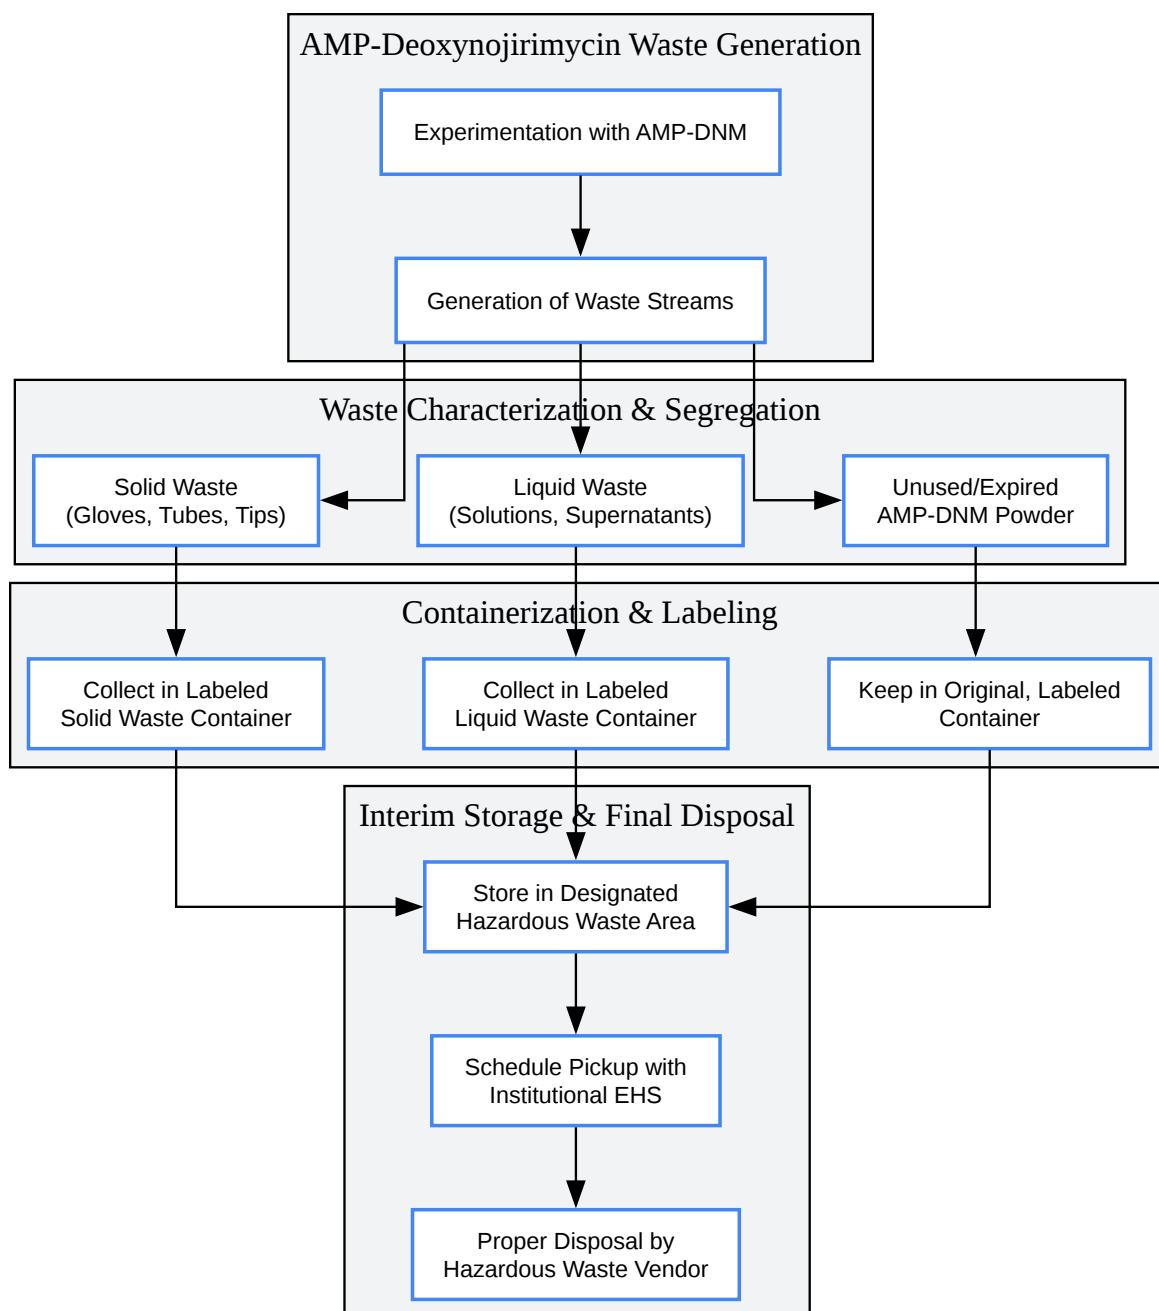 AMP-Deoxynojirimycin Waste Generation
Experimentation with AMP-DNM
Generation of Waste Streams
Waste Characterization & Segregation
Solid Waste
(Gloves, Tubes, Tips)
Liquid Waste
(Solutions, Supernatants)
Unused/Expired
AMP-DNM Powder
Containerization & Labeling
Collect in Labeled
Solid Waste Container
Collect in Labeled
Liquid Waste Container
Keep in Original, Labeled
Container
Interim Storage & Final Disposal
Store in Designated
Hazardous Waste Area
Schedule Pickup with
Institutional EHS
Proper Disposal by
Hazardous Waste Vendor